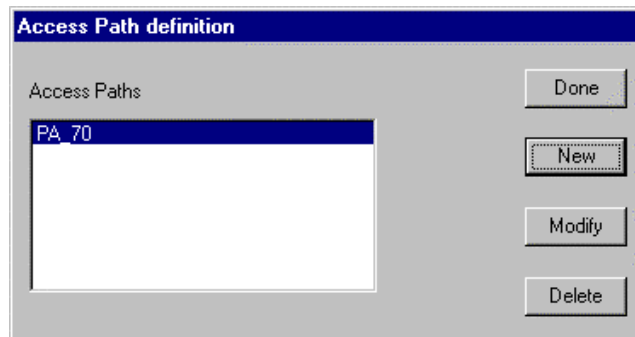 Access Path definition
Access Paths
PA_70
Done
New
Modify
Delete